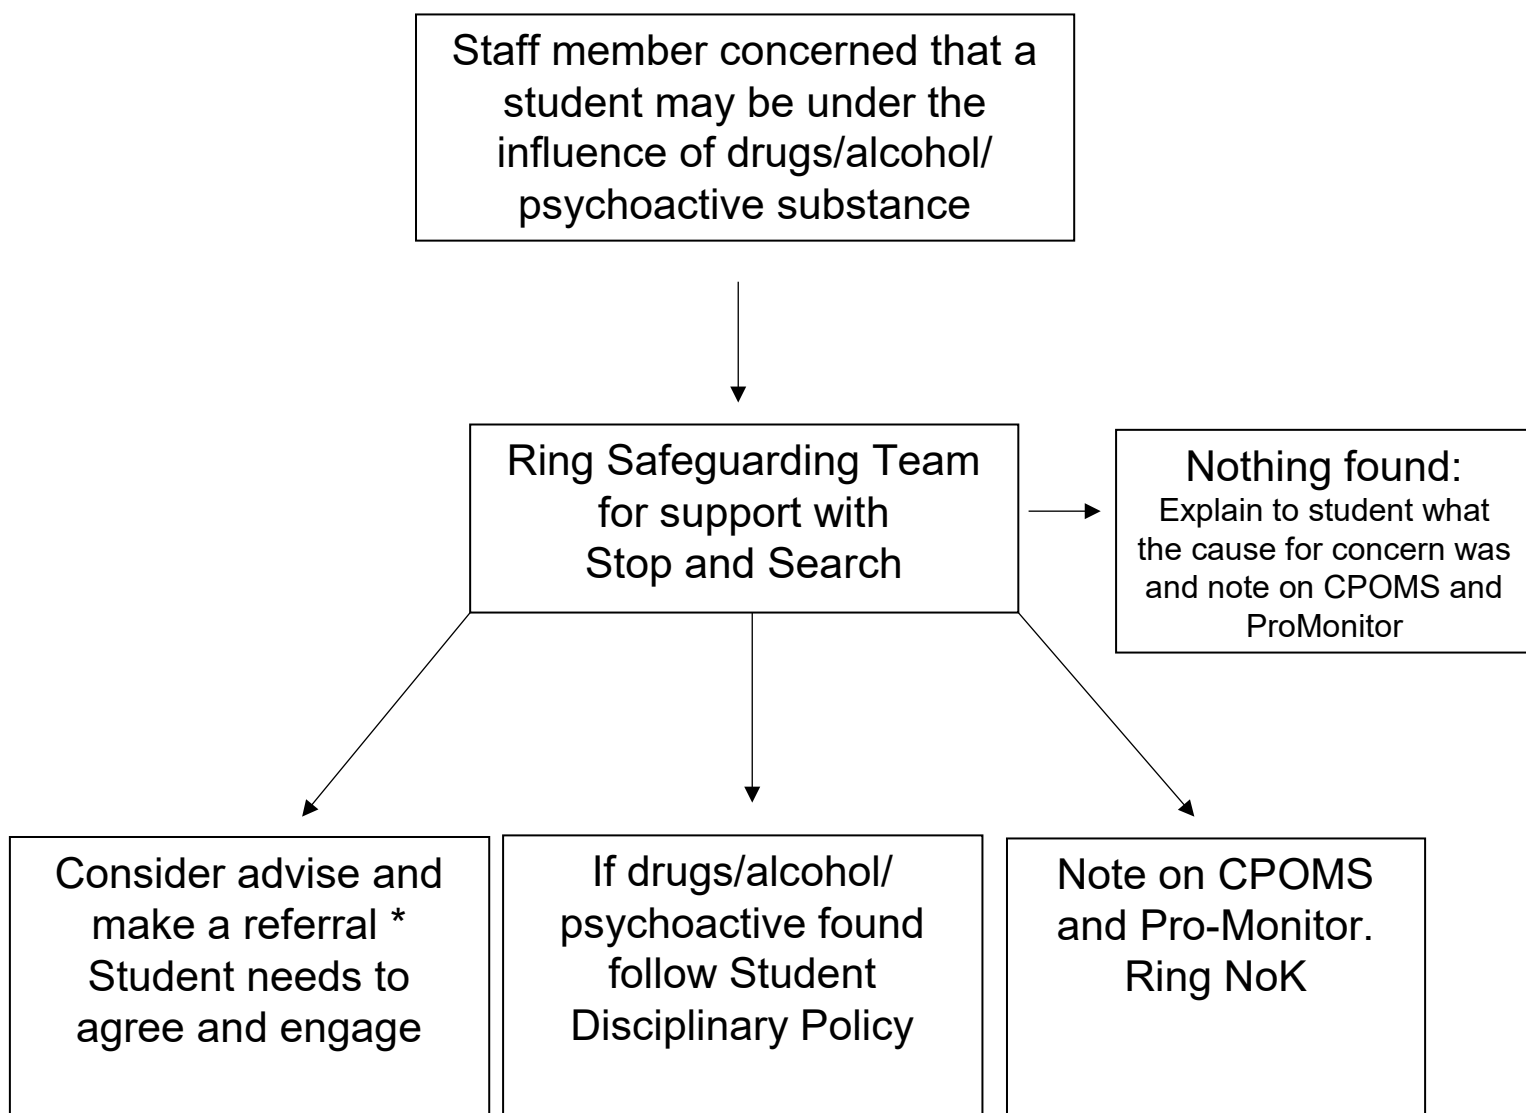 Staff member concerned that a
student may be under the
influence of drugs/alcohol/
psychoactive substance
Ring Safeguarding Team
for support with
Stop and Search
Nothing found:
Explain to student what
the cause for concern was
and note on CPOMS and
ProMonitor
Consider advise and
make a referral *
Student needs to
agree and engage
If drugs/alcohol/
psychoactive found
follow Student
Disciplinary Policy
Note on CPOMS
and Pro-Monitor.
Ring NoK